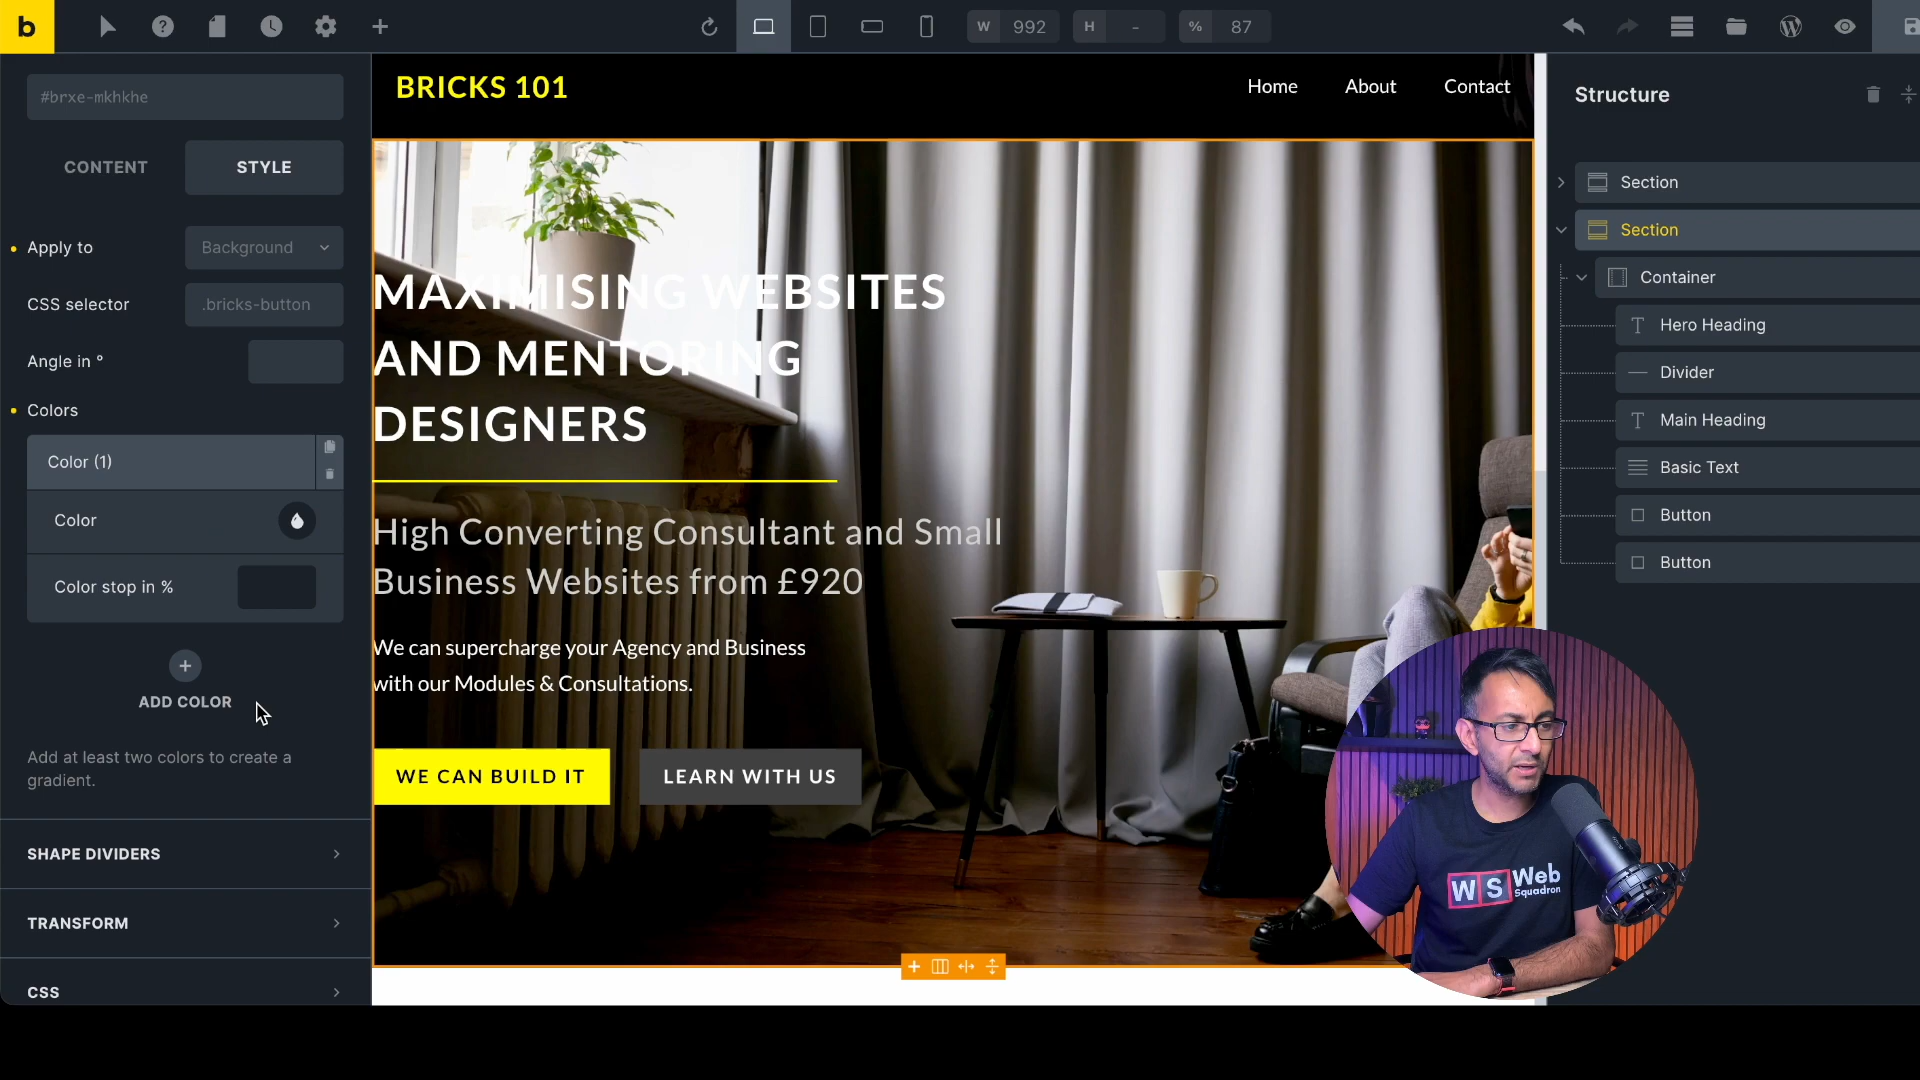 b
W 992 H - % 87
#brxe-mkhkhe
CONTENT STYLE
Apply to Background
CSS selector .bricks-button
Angle in °
Colors
Color (1)
Color
Color stop in %
+
ADD COLOR
Add at least two colors to create a
gradient.
SHAPE DIVIDERS
TRANSFORM
CSS
BRICKS 101
Home About Contact
MAXIMISING WEBSITES
AND MENTORING
DESIGNERS
High Converting Consultant and Small
Business Websites from £920
We can supercharge your Agency and Business
with our Modules & Consultations.
WE CAN BUILD IT LEARN WITH US
Structure
Section
Section
Container
Hero Heading
Divider
Main Heading
Basic Text
Button
Button
WS Web
Squadron